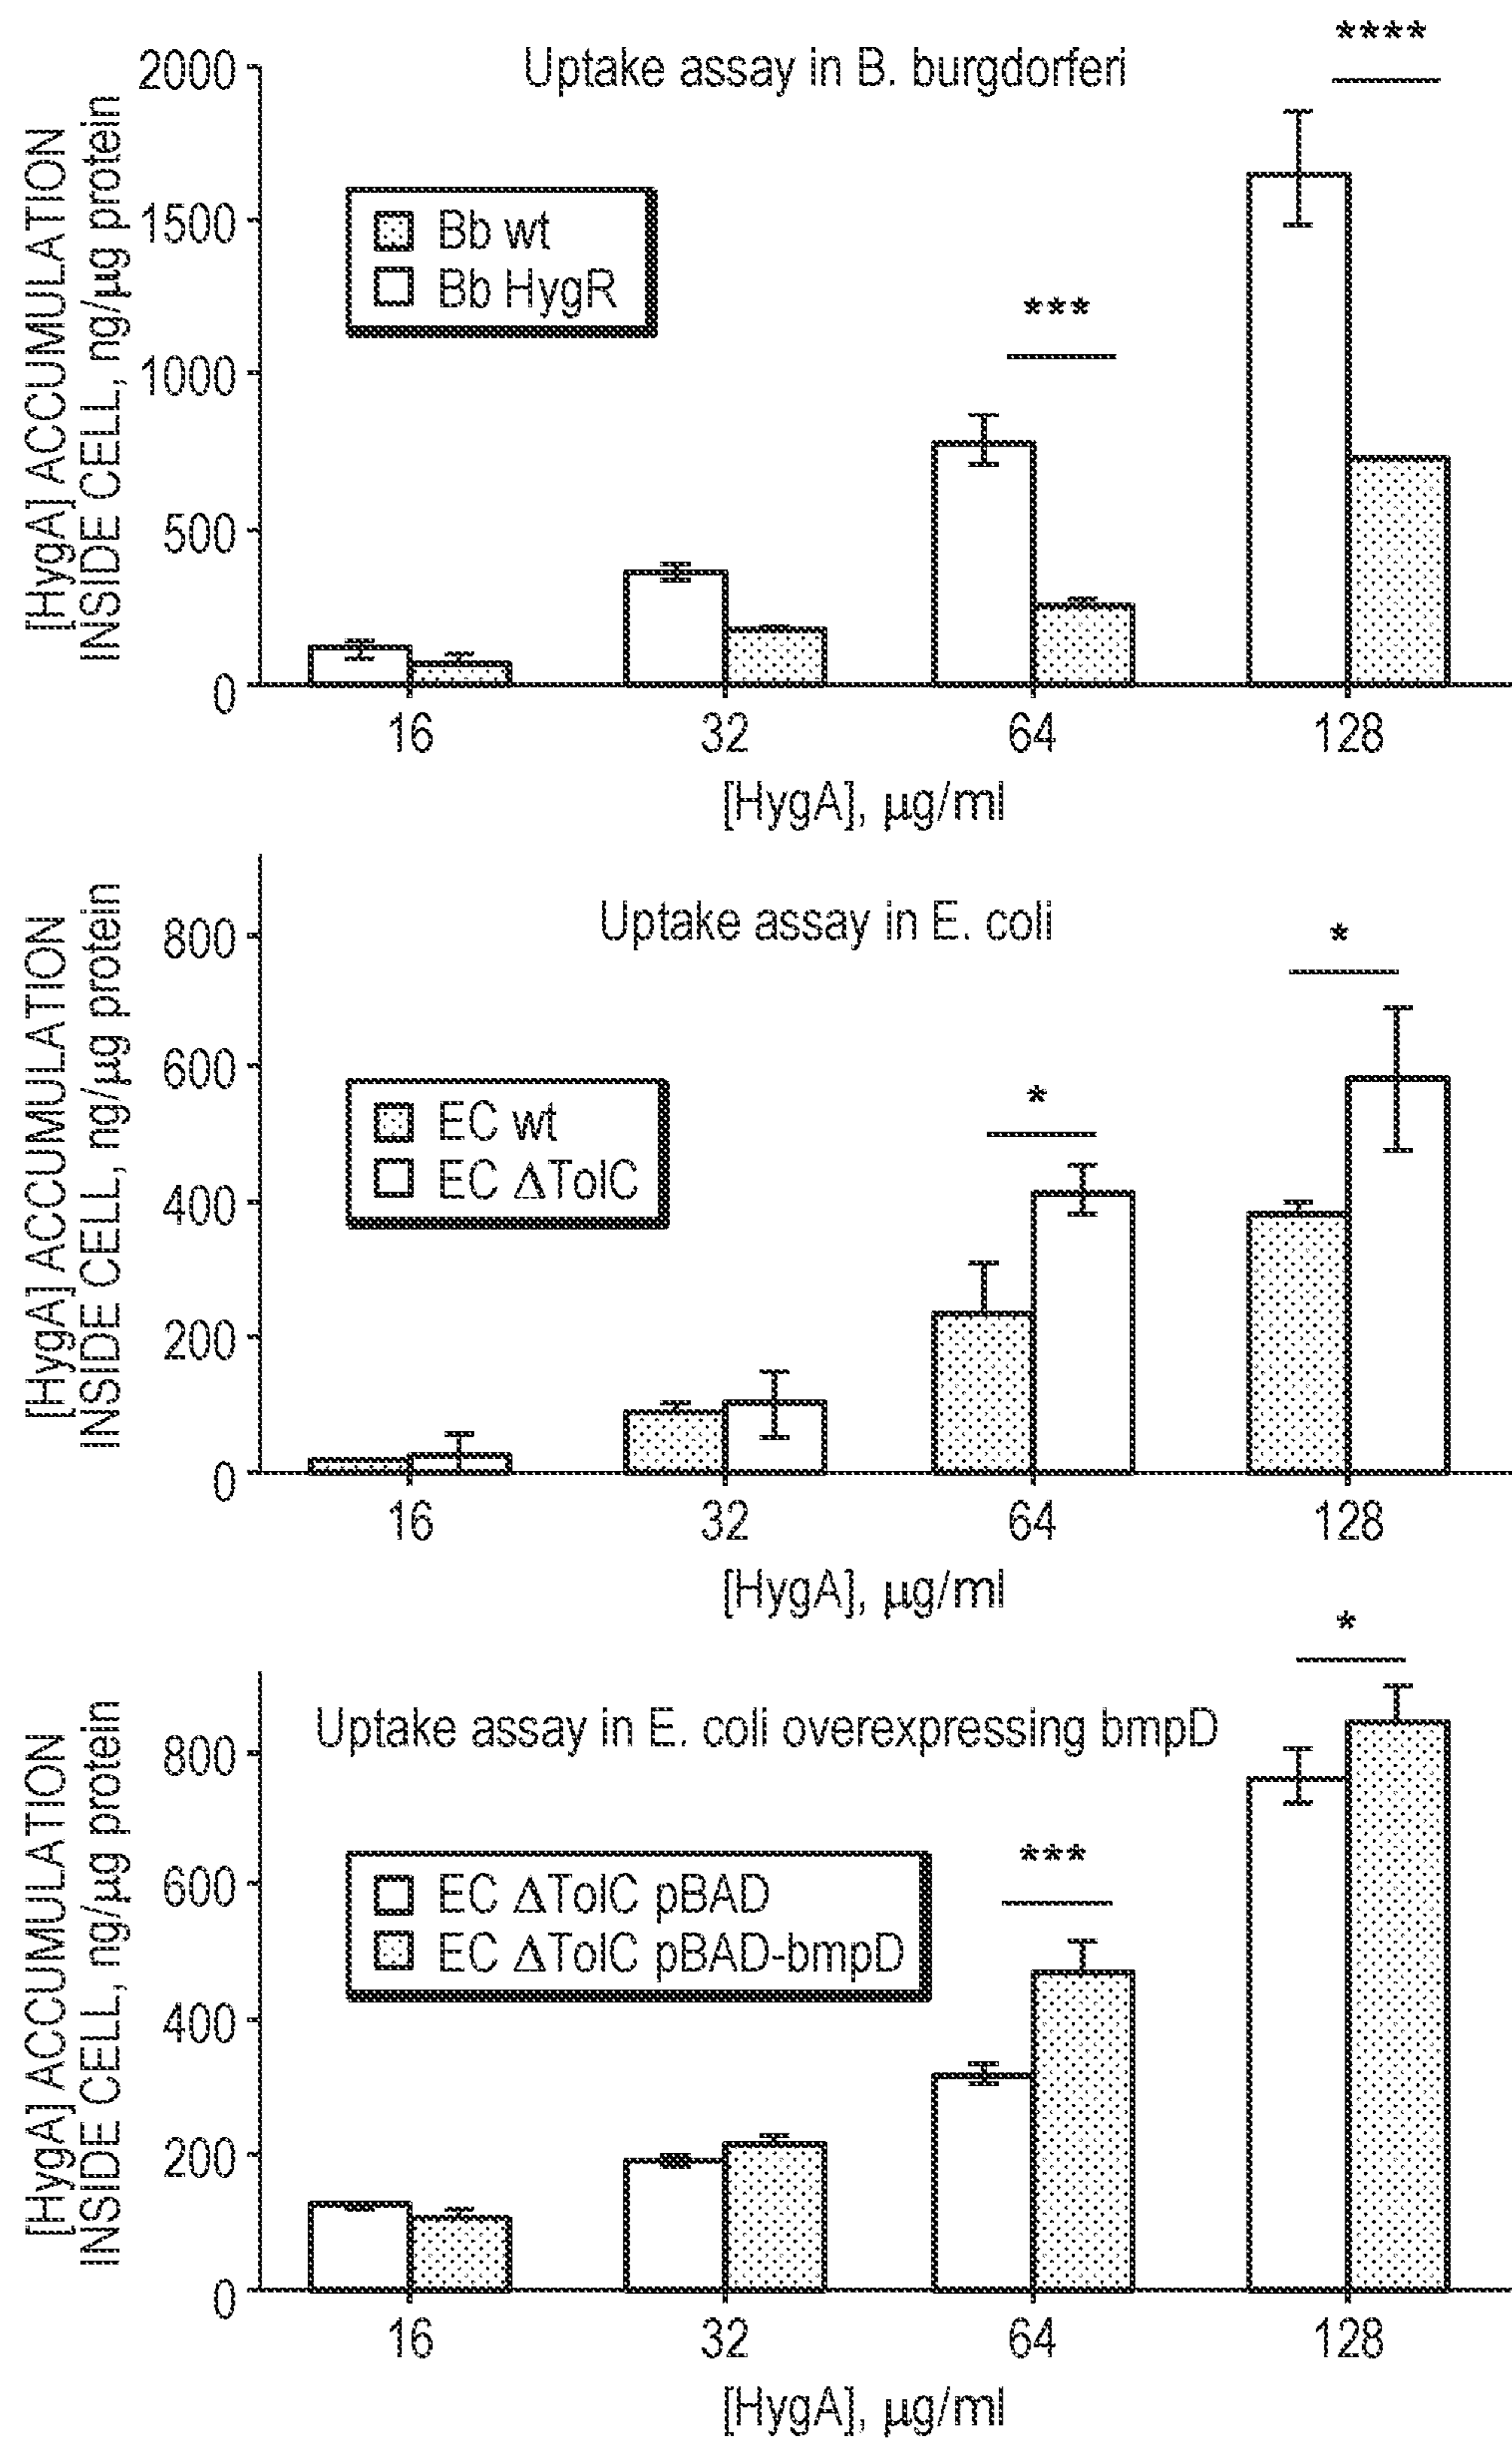 ****
Uptake assay in B. burgdorferi
2000
1500
1000
500
0
[HygA] ACCUMULATION
INSIDE CELL, ng/µg protein
Bb wt
Bb HygR
***
16 32 64 128
[HygA], µg/ml
Uptake assay in E. coli
800
600
400
200
0
[HygA] ACCUMULATION
INSIDE CELL, ng/µg protein
EC wt
EC ΔTolC
*
*
16 32 64 128
[HygA], µg/ml
*
Uptake assay in E. coli overexpressing bmpD
800
600
400
200
0
[HygA] ACCUMULATION
INSIDE CELL, ng/µg protein
EC ΔTolC pBAD
EC ΔTolC pBAD-bmpD
***
16 32 64 128
[HygA], µg/ml